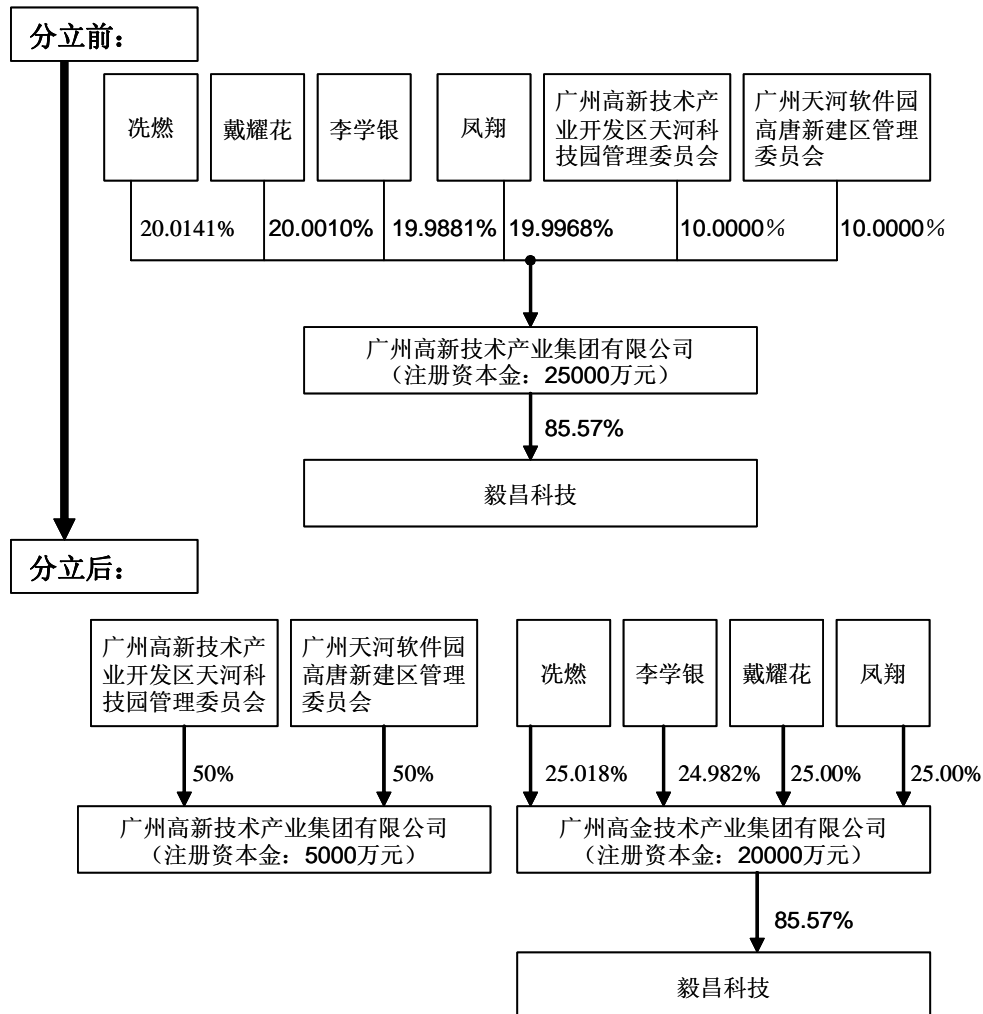 分立前：
冼燃
戴耀花
李学银
凤翔
广州高新技术产
业开发区天河科
技园管理委员会
广州天河软件园
高唐新建区管理
委员会
20.0141%
20.0010%
19.9881%
19.9968%
10.0000%
10.0000%
广州高新技术产业集团有限公司
（注册资本金：25000万元）
85.57%
毅昌科技
分立后：
广州高新技术产
业开发区天河科
技园管理委员会
广州天河软件园
高唐新建区管理
委员会
冼燃
李学银
戴耀花
凤翔
50%
50%
25.018%
24.982%
25.00%
25.00%
广州高新技术产业集团有限公司
（注册资本金：5000万元）
广州高金技术产业集团有限公司
（注册资本金：20000万元）
85.57%
毅昌科技